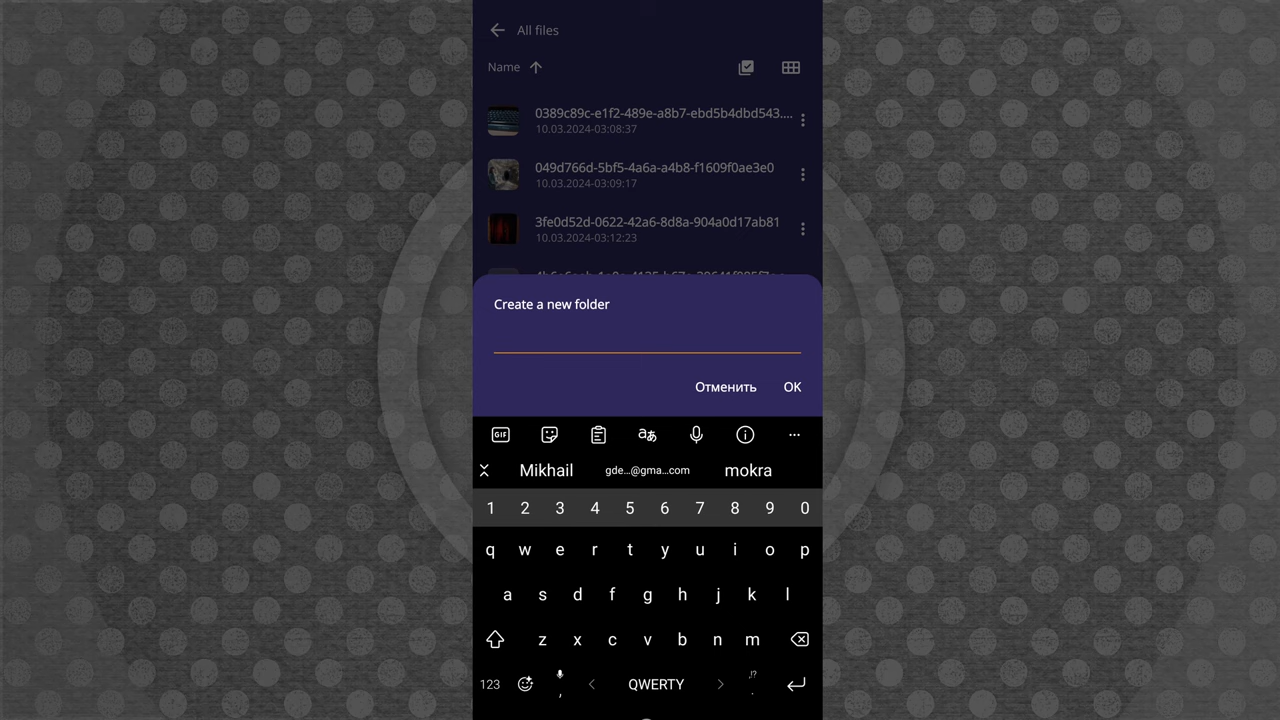 All files
Name
0389c89c-e1f2-489e-a8b7-ebd5b4dbd543....
10.03.2024-03:08:37
049d766d-5bf5-4a6a-a4b8-f1609f0ae3e0
10.03.2024-03:09:17
3fe0d52d-0622-42a6-8d8a-904a0d17ab81
10.03.2024-03:12:23
Create a new folder
Отменить OK
GIF
Mikhail gde...@gma...com mokra
1 2 3 4 5 6 7 8 9 0
q w e r t y u i o p
a s d f g h j k l
z x c v b n m
123 , < QWERTY > ,!? .